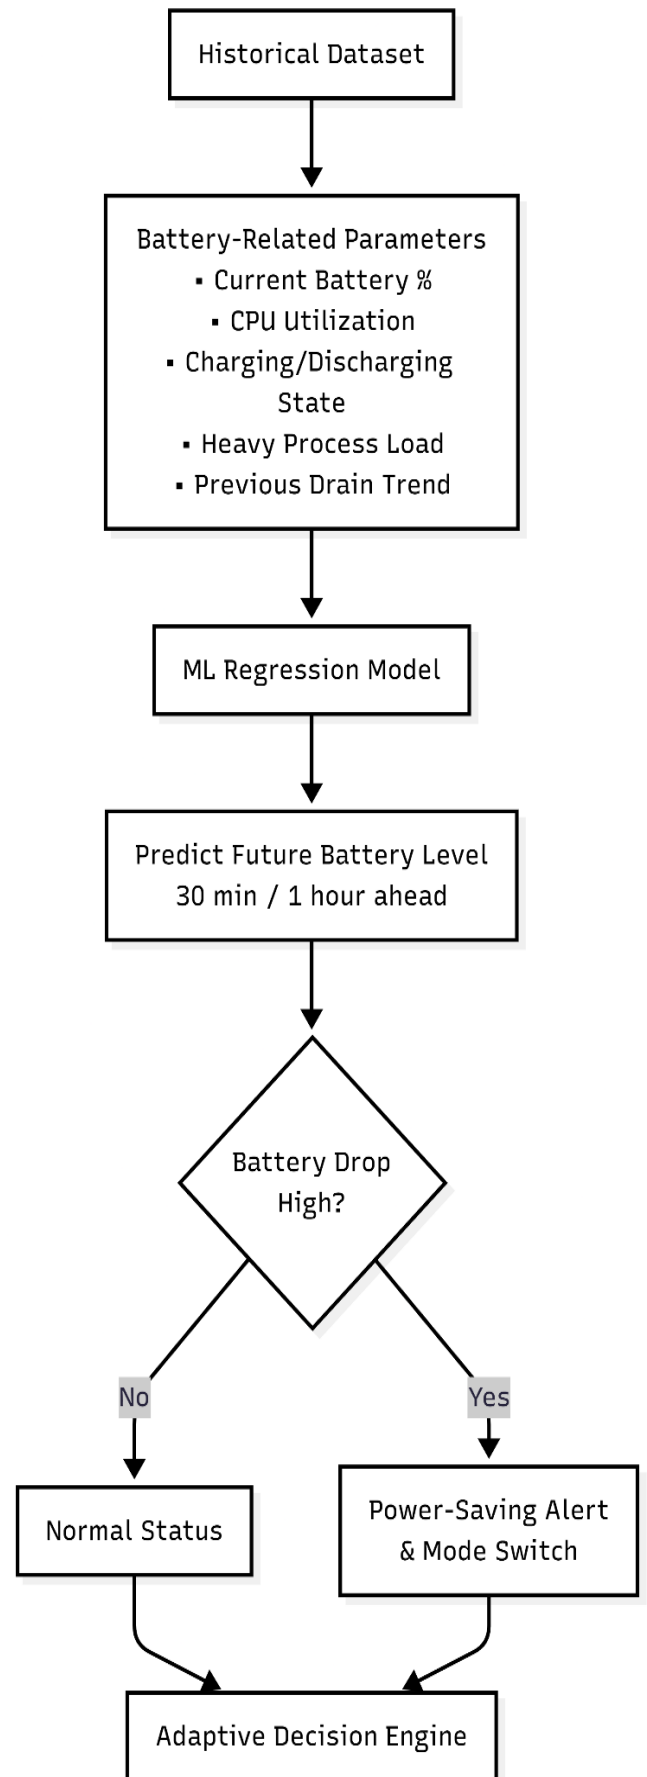 Historical Dataset
Battery-Related Parameters
▪ Current Battery %
▪ CPU Utilization
▪ Charging/Discharging
State
▪ Heavy Process Load
▪ Previous Drain Trend
ML Regression Model
Predict Future Battery Level
30 min / 1 hour ahead
Battery Drop
High?
No
Yes
Normal Status
Power-Saving Alert
& Mode Switch
Adaptive Decision Engine